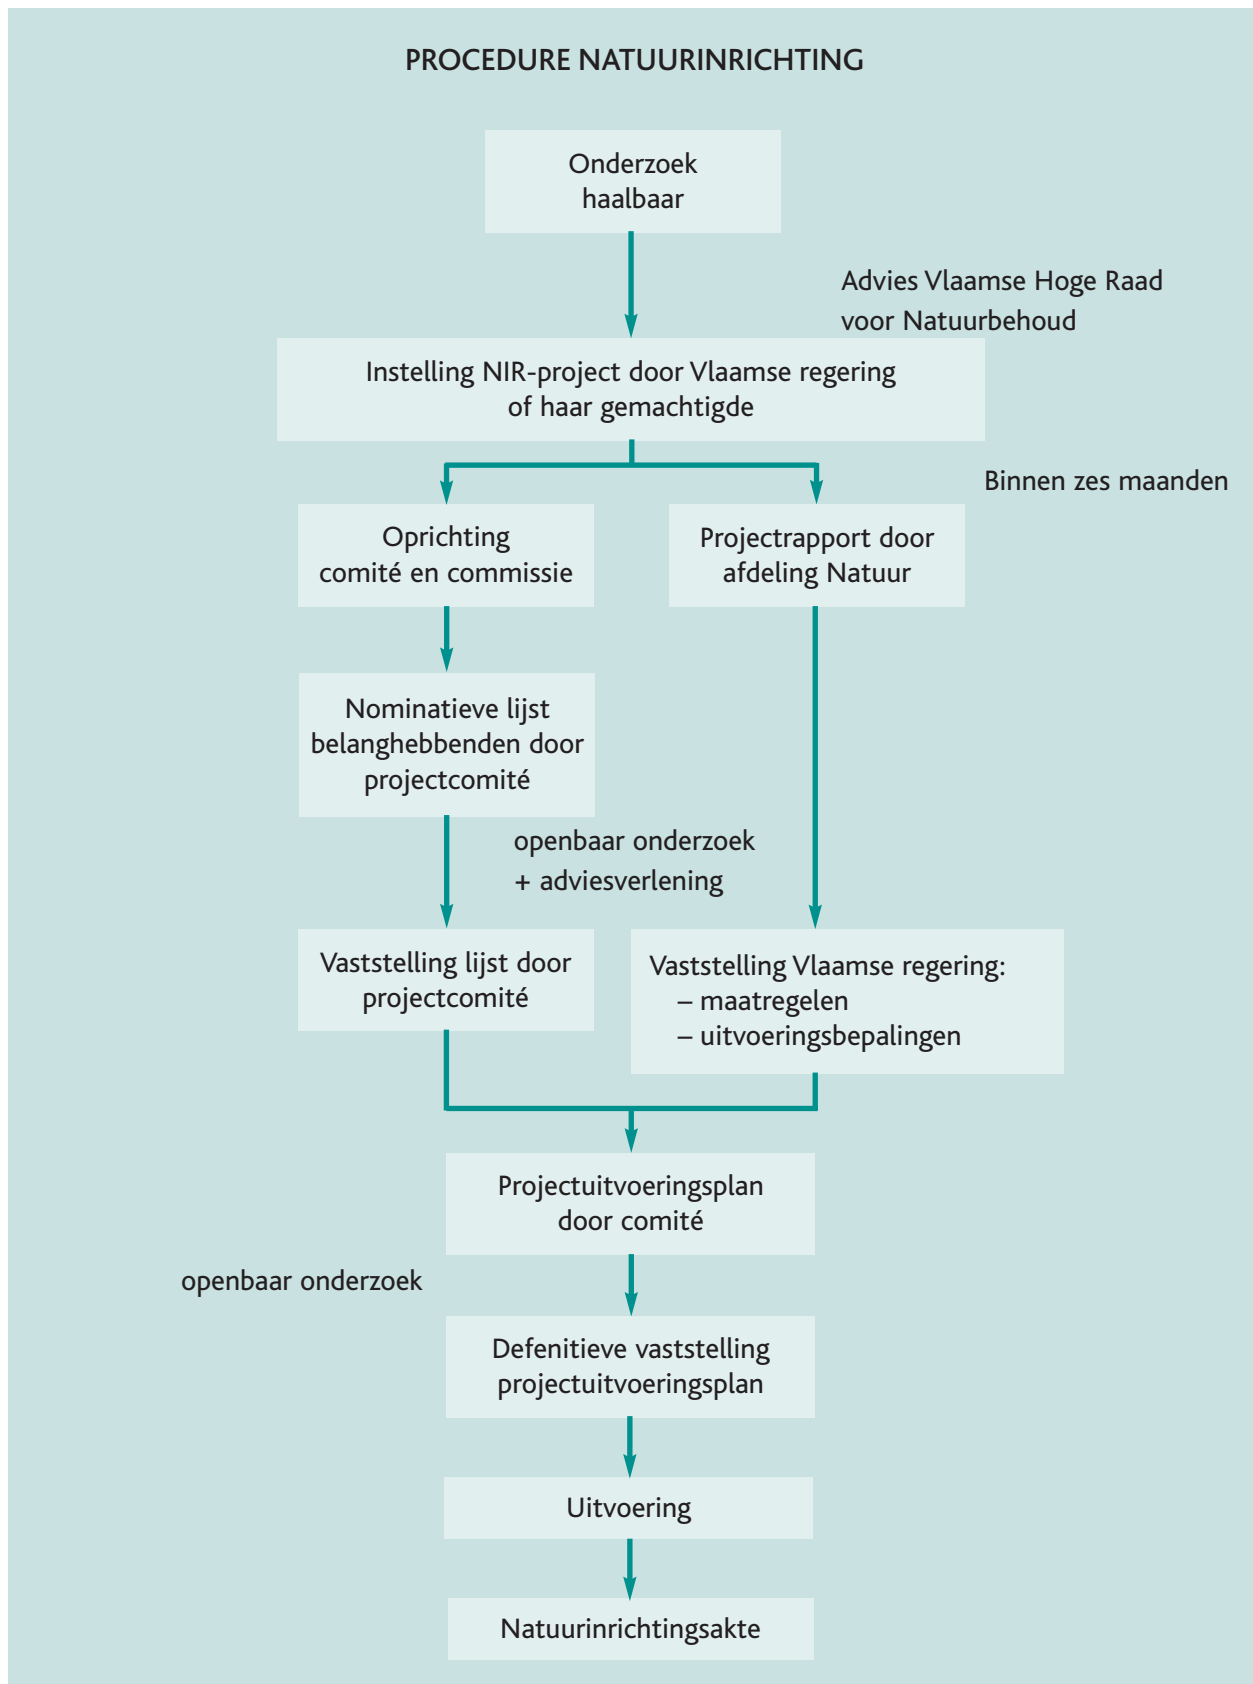 PROCEDURE NATUURINRICHTING
Onderzoek
haalbaar
Advies Vlaamse Hoge Raad
voor Natuurbehoud
Instelling NIR-project door Vlaamse regering
of haar gemachtigde
Binnen zes maanden
Oprichting
comité en commissie
Projectrapport door
afdeling Natuur
Nominatieve lijst
belanghebbenden door
projectcomité
openbaar onderzoek
+ adviesverlening
Vaststelling lijst door
projectcomité
Vaststelling Vlaamse regering:
– maatregelen
– uitvoeringsbepalingen
Projectuitvoeringsplan
door comité
openbaar onderzoek
Defenitieve vaststelling
projectuitvoeringsplan
Uitvoering
Natuurinrichtingsakte